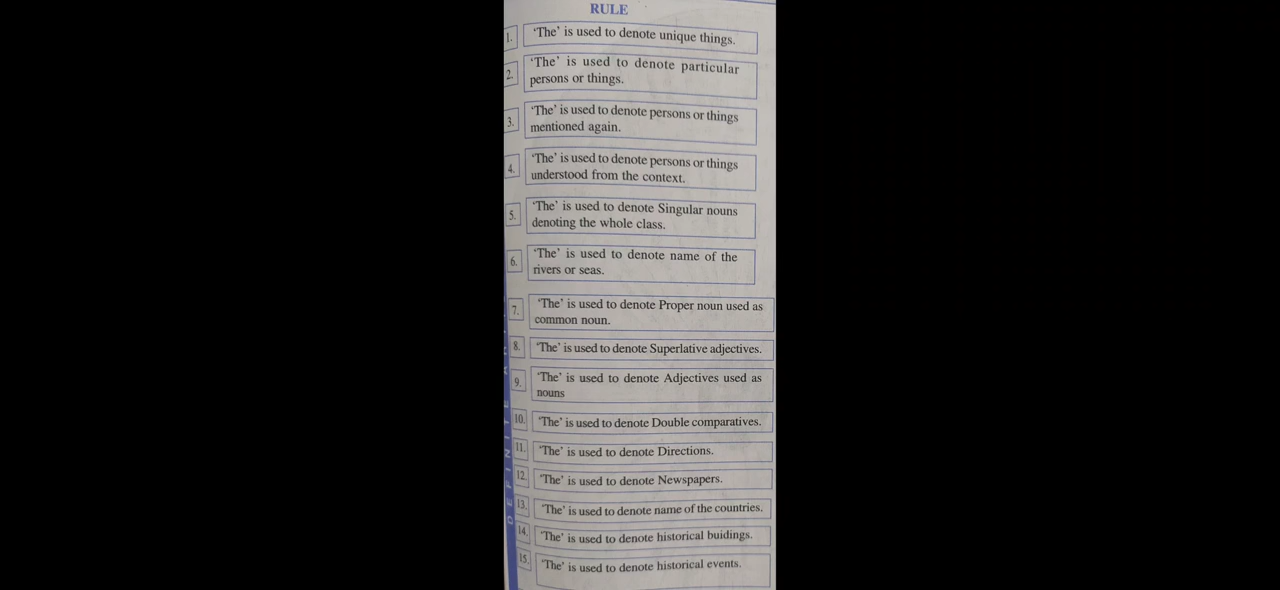 RULE
1. 'The' is used to denote unique things.
2. 'The' is used to denote particular
persons or things.
3. 'The' is used to denote persons or things
mentioned again.
4. 'The' is used to denote persons or things
understood from the context.
5. 'The' is used to denote Singular nouns
denoting the whole class.
6. 'The' is used to denote name of the
rivers or seas.
7. 'The' is used to denote Proper noun used as
common noun.
8. 'The' is used to denote Superlative adjectives.
9. 'The' is used to denote Adjectives used as
nouns
10. 'The' is used to denote Double comparatives.
11. 'The' is used to denote Directions.
12. 'The' is used to denote Newspapers.
13. 'The' is used to denote name of the countries.
14. 'The' is used to denote historical buidings.
15. 'The' is used to denote historical events.
DEFINITE